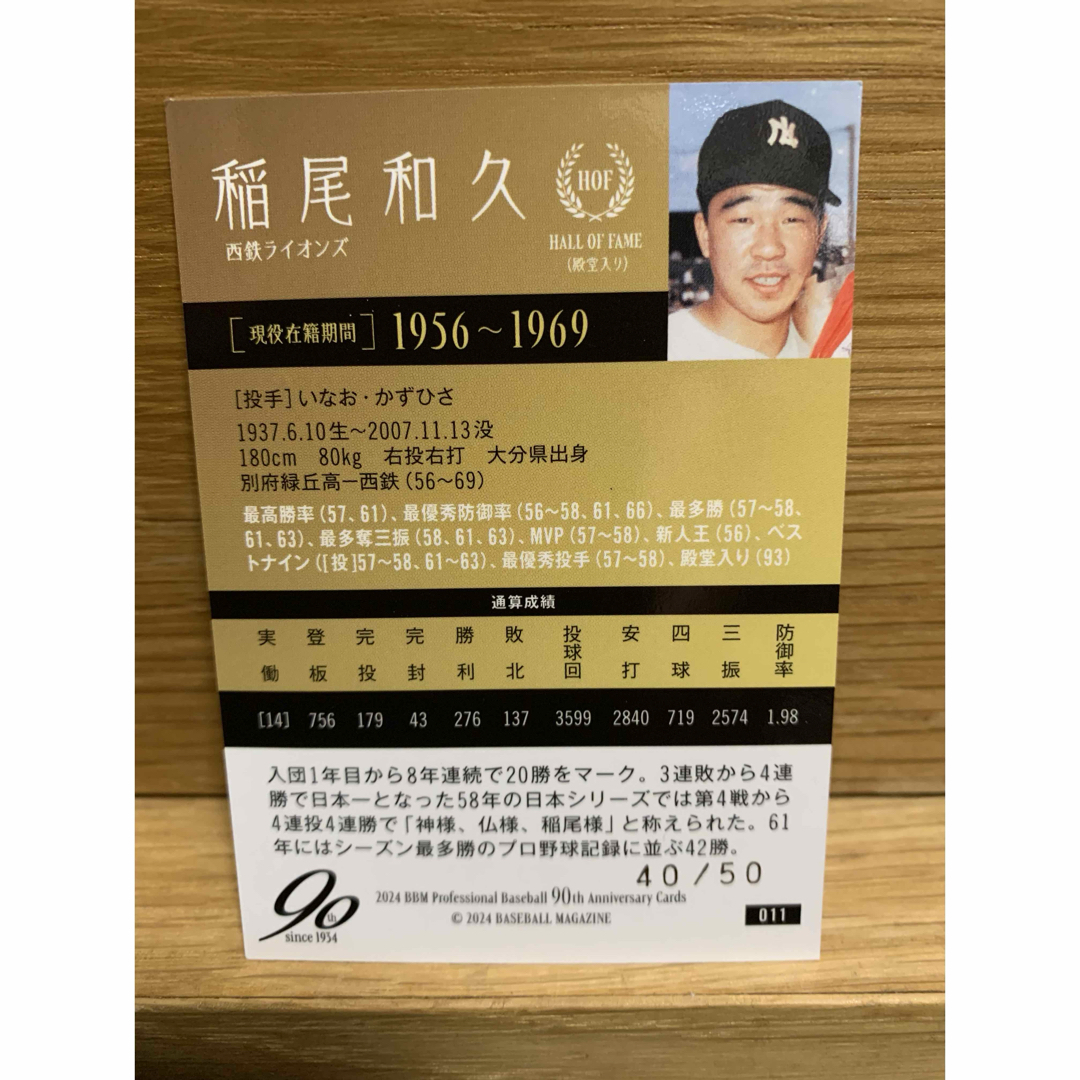 稲尾和久
西鉄ライオンズ
HOF
HALL OF FAME
(殿堂入り)
[現役在籍期間] 1956～1969
[投手]いなお・かずひさ
1937.6.10生～2007.11.13没
180cm 80kg 右投右打 大分県出身
別府緑丘高ー西鉄(56～69)
最高勝率(57、61)、最優秀防御率(56～58、61、66)、最多勝(57～58、
61、63)、最多奪三振(58、61、63)、MVP(57～58)、新人王(56)、ベス
トナイン([投]57～58、61～63)、最優秀投手(57～58)、殿堂入り(93)
通算成績
実働 登板 完投 完封 勝利 敗北 投球回 安打 四球 三振 防御率
[14] 756 179 43 276 137 3599 2840 719 2574 1.98
入団1年目から8年連続で20勝をマーク。3連敗から4連
勝で日本一となった58年の日本シリーズでは第4戦から
4連投4連勝で「神様、仏様、稲尾様」と称えられた。61
年にはシーズン最多勝のプロ野球記録に並ぶ42勝。
40/50
90th
since 1934
2024 BBM Professional Baseball 90th Anniversary Cards
© 2024 BASEBALL MAGAZINE
011